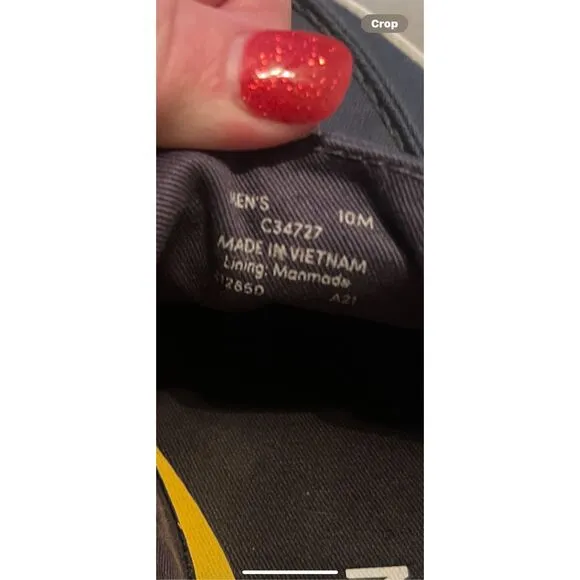 Crop
MEN'S 10M
C34727
MADE IN VIETNAM
Lining: Manmade
A21